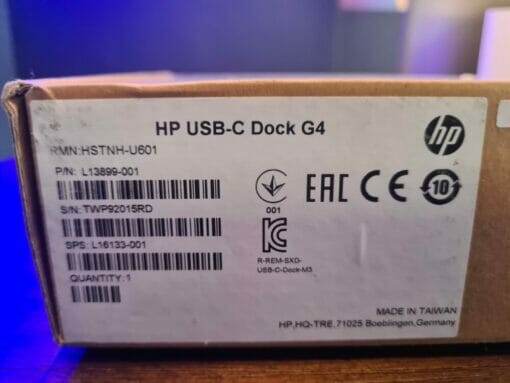 HP USB-C Dock G4
hp
RMN:HSTNH-U601
P/N: L13899-001
S/N: TWP92015RD
SPS: L16133-001
QUANTITY:1
001
EAC CE 10
R-REM-SXD-
USB-C-Dock-M3
MADE IN TAIWAN
HP,HQ-TRE,71025 Boeblingen,Germany